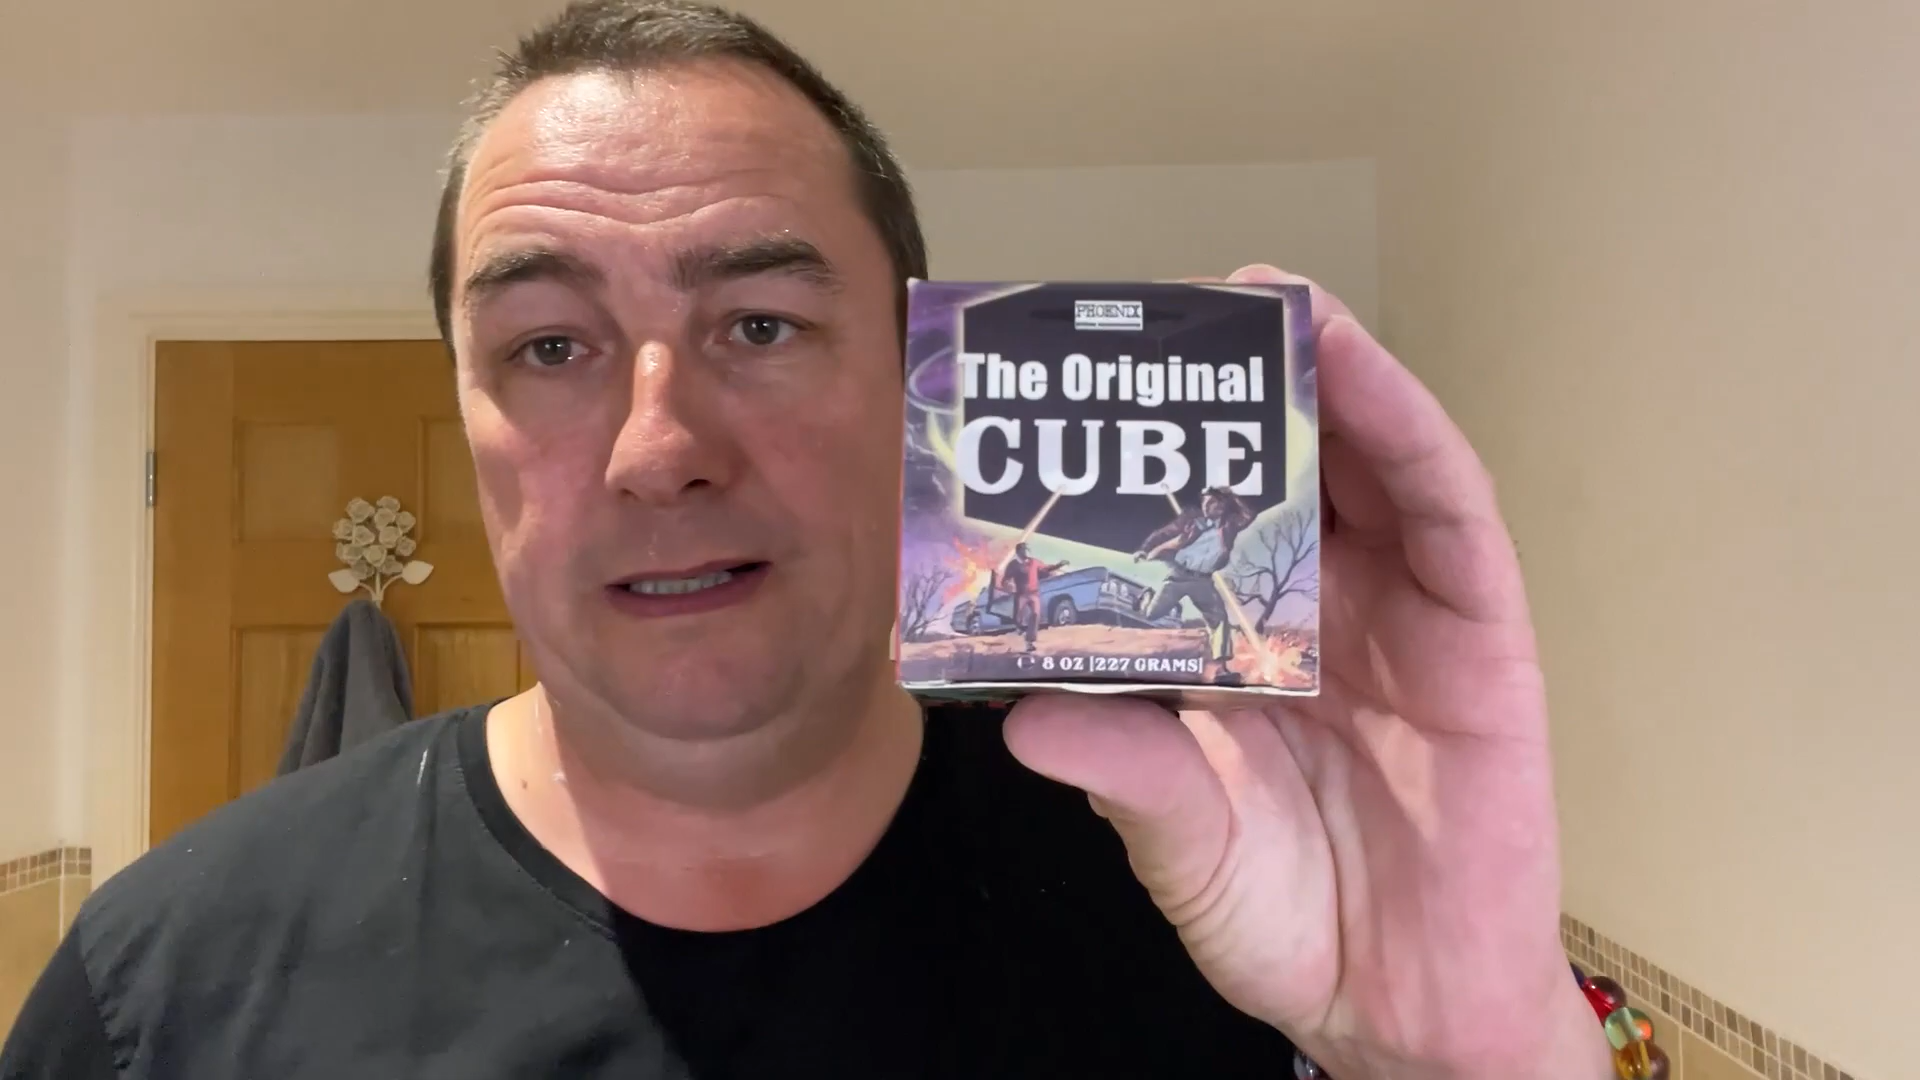 PHOENIX
The Original
CUBE
℮ 8 OZ |227 GRAMS|